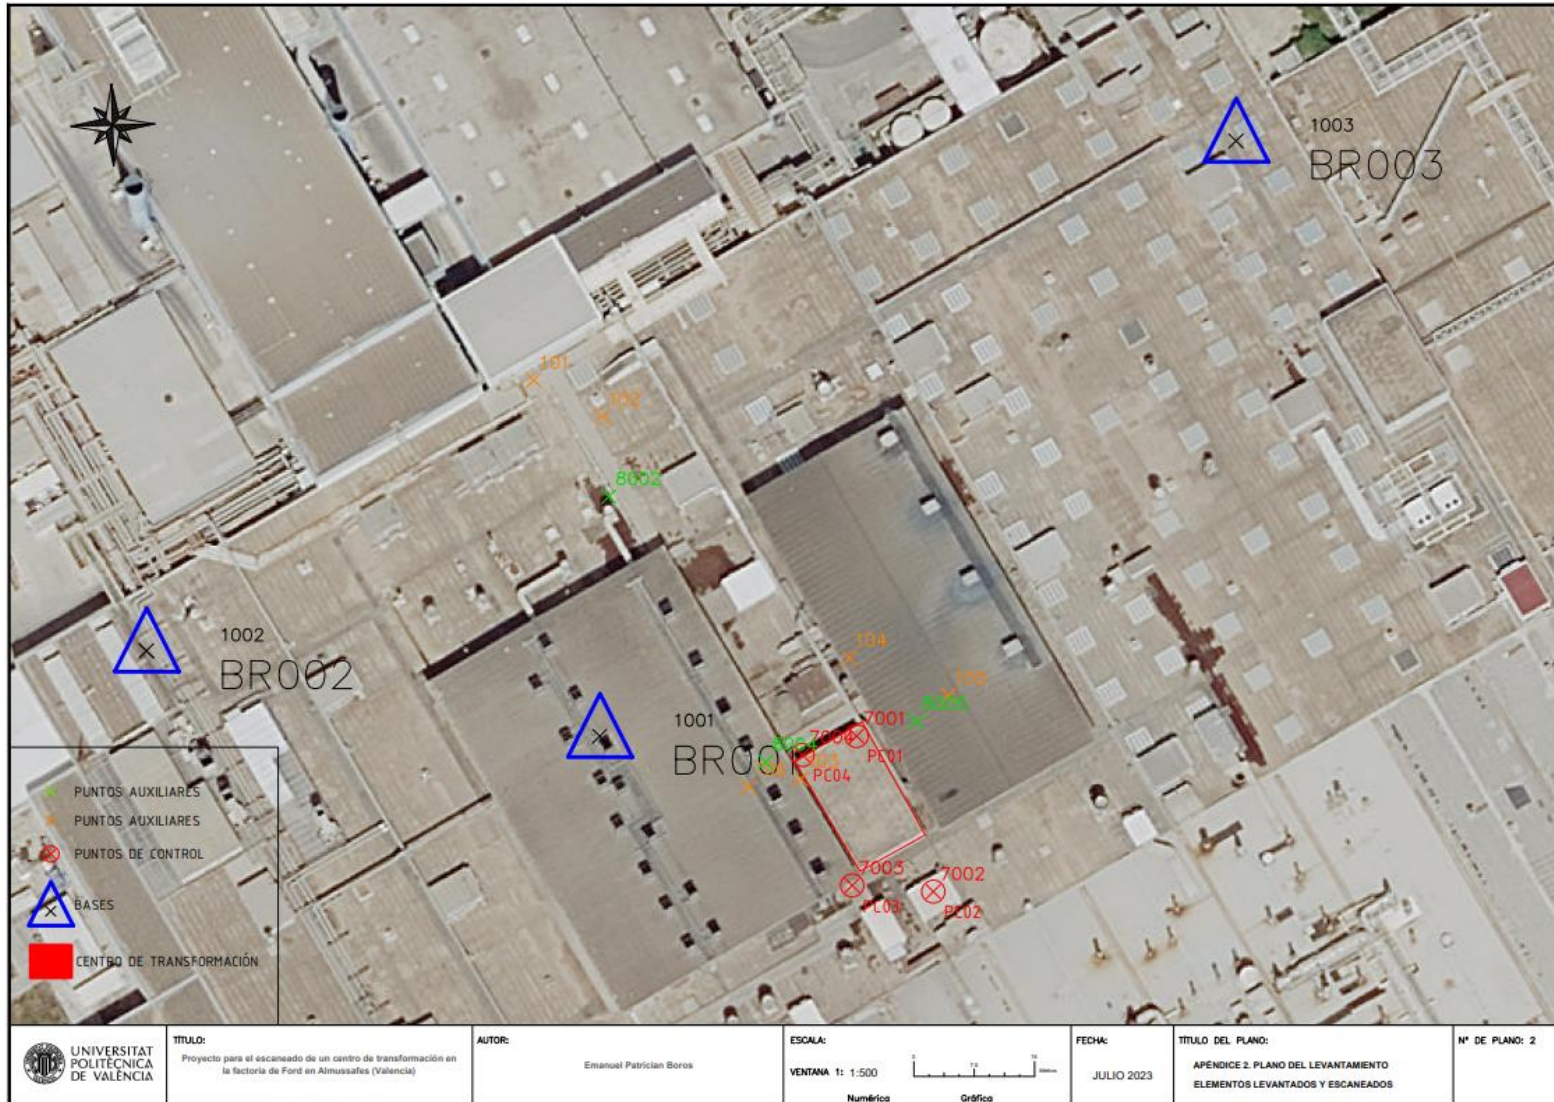 1003
BR003
101
102
8002
1002
BR002
104
1001
BR001
7001
PC01
8004
7004
PC04
7003
PC03
7002
PC02
PUNTOS AUXILIARES
PUNTOS AUXILIARES
PUNTOS DE CONTROL
BASES
CENTRO DE TRANSFORMACIÓN
UNIVERSITAT
POLITÈCNICA
DE VALÈNCIA
TÍTULO:
Proyecto para el escaneado de un centro de transformación en
la factoria de Ford en Almussafes (Valencia)
AUTOR:
Emanuel Patrician Boros
ESCALA:
VENTANA 1: 1:500
7.5
15
Numérica
Gráfica
FECHA:
JULIO 2023
TÍTULO DEL PLANO:
APÉNDICE 2. PLANO DEL LEVANTAMIENTO
ELEMENTOS LEVANTADOS Y ESCANEADOS
Nº DE PLANO: 2